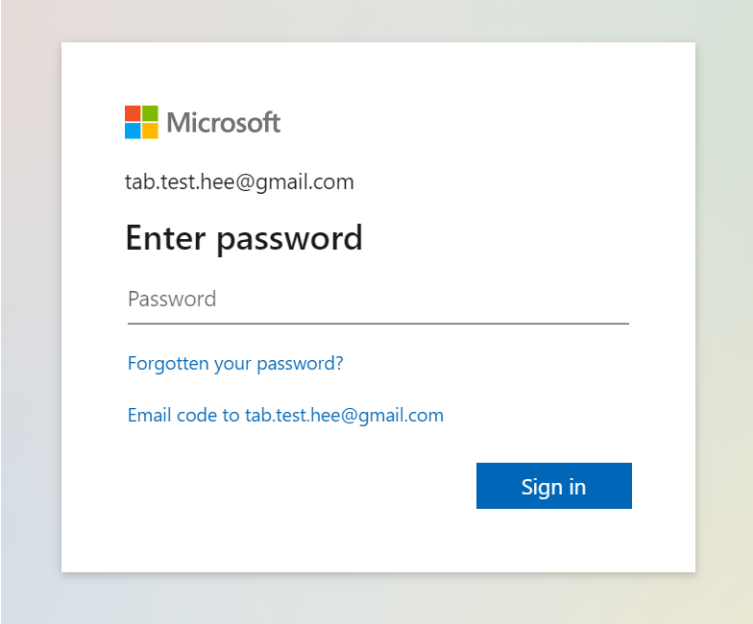 Microsoft
tab.test.hee@gmail.com
Enter password
Password
Forgotten your password?
Email code to tab.test.hee@gmail.com
Sign in